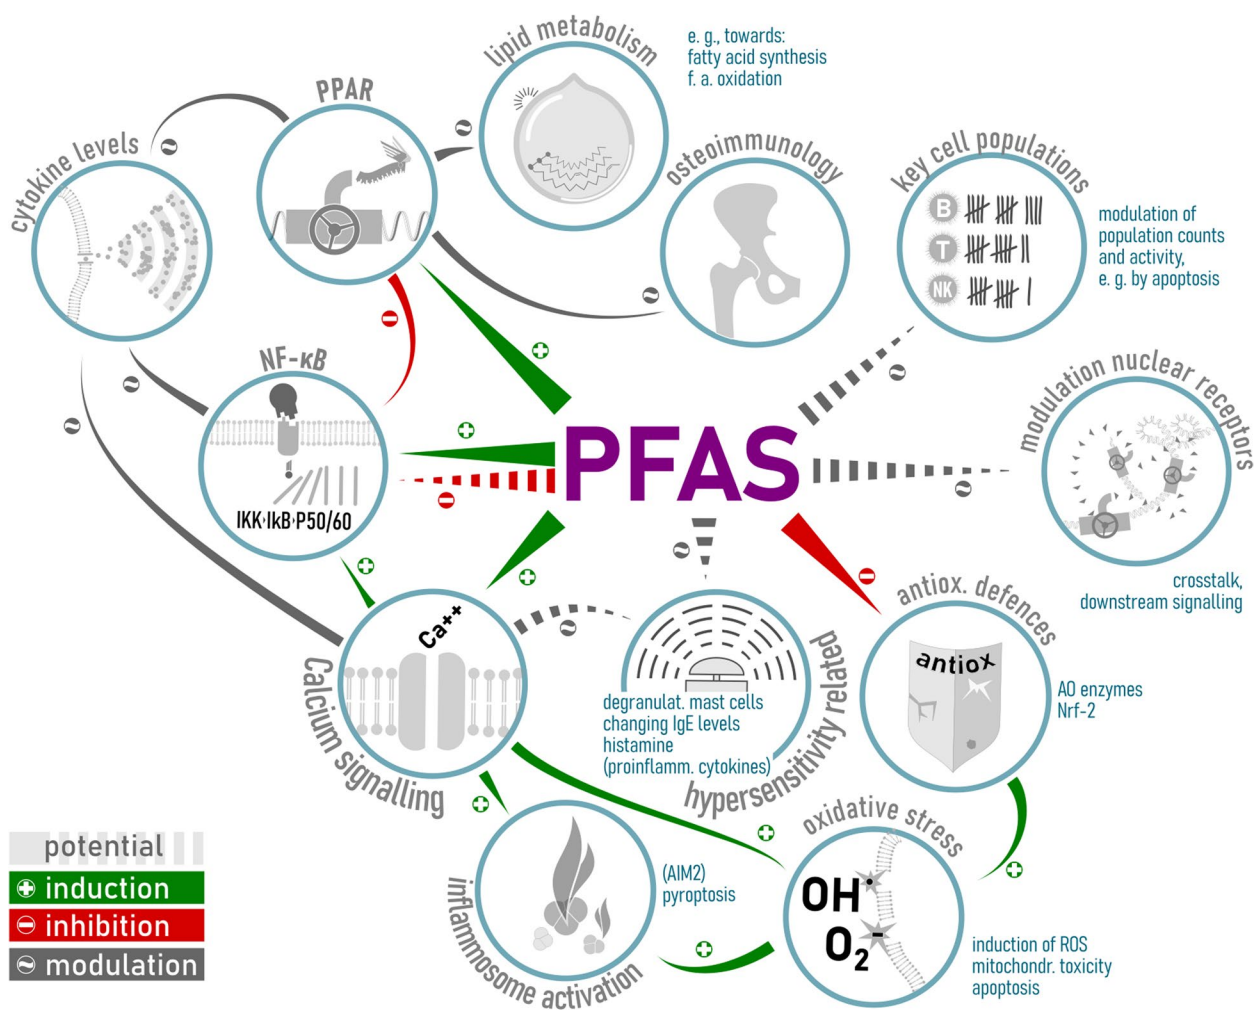 lipid metabolism
e. g., towards:
fatty acid synthesis
f. a. oxidation
PPAR
cytokine levels
osteoimmunology
key cell populations
B
T
NK
modulation of
population counts
and activity,
e. g. by apoptosis
NF-κB
IKK›IkB›P50/60
PFAS
modulation nuclear receptors
crosstalk,
downstream signalling
Ca++
Calcium signalling
degranulat. mast cells
changing IgE levels
histamine
(proinflamm. cytokines)
hypersensitivity related
antiox. defences
antiox
AO enzymes
Nrf-2
oxidative stress
OH•
O2-
induction of ROS
mitochondr. toxicity
apoptosis
inflammosome activation
(AIM2)
pyroptosis
potential
induction
inhibition
modulation